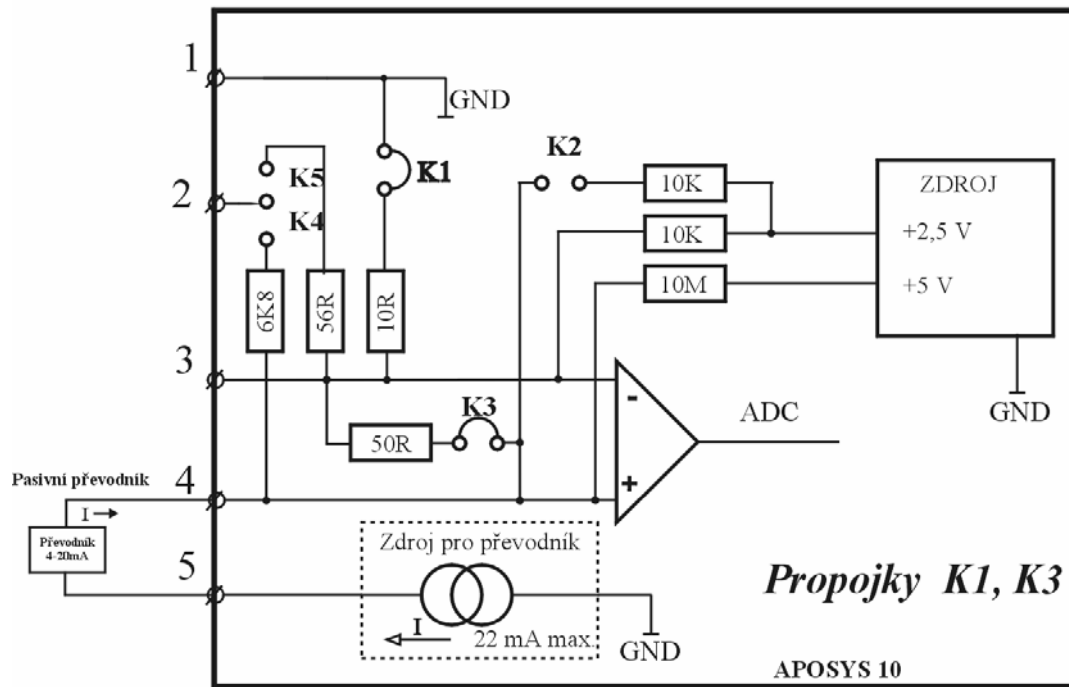 1
GND
K5
K1
K2
10K
ZDROJ
2
K4
10K
+2,5 V
10M
+5 V
6K8
56R
10R
3
-
ADC
GND
K3
50R
Pasivní převodník
4
I
+
Převodník
4-20mA
Zdroj pro převodník
5
Propojky K1, K3
I
22 mA max.
GND
APOSYS 10